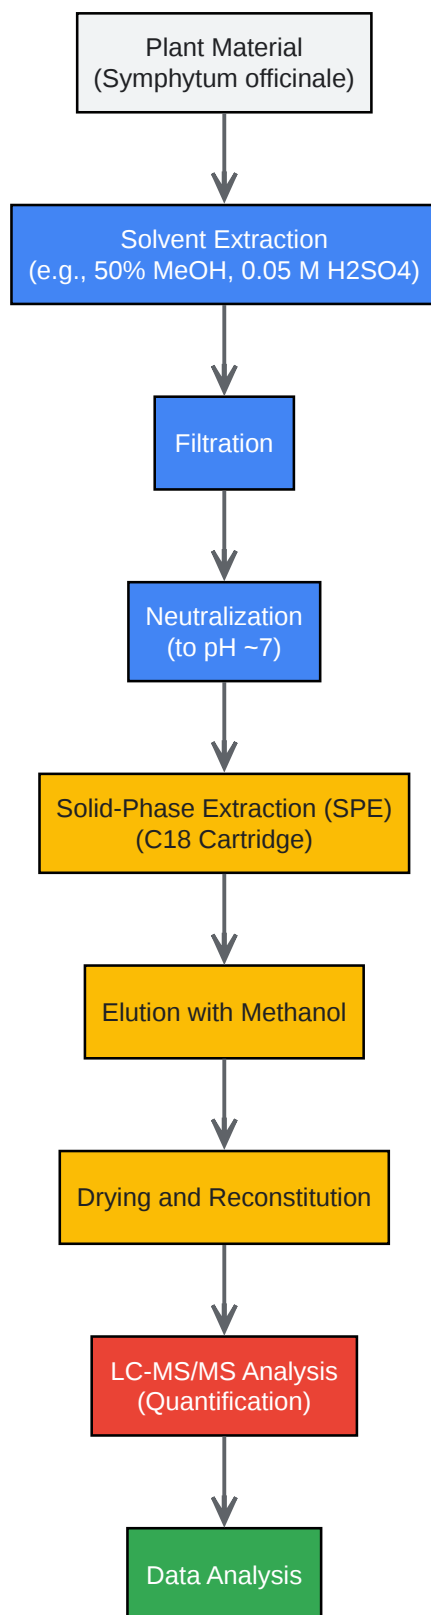 Plant Material
(Symphytum officinale)
Solvent Extraction
(e.g., 50% MeOH, 0.05 M H2SO4)
Filtration
Neutralization
(to pH ~7)
Solid-Phase Extraction (SPE)
(C18 Cartridge)
Elution with Methanol
Drying and Reconstitution
LC-MS/MS Analysis
(Quantification)
Data Analysis